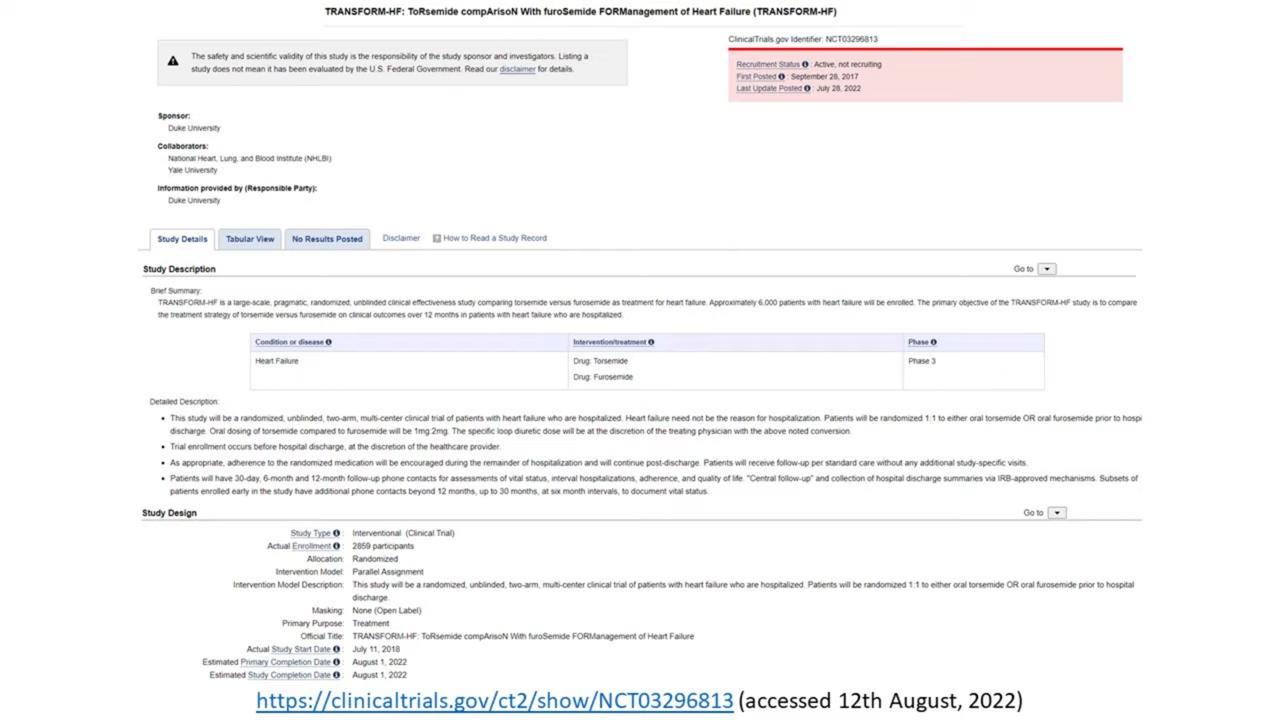 TRANSFORM-HF: ToRsemide compArisoN With furoSemide FORManagement of Heart Failure (TRANSFORM-HF)
The safety and scientific validity of this study is the responsibility of the study sponsor and investigators. Listing a
study does not mean it has been evaluated by the U.S. Federal Government. Read our disclaimer for details.
ClinicalTrials.gov Identifier: NCT03296813
Recruitment Status : Active, not recruiting
First Posted : September 28, 2017
Last Update Posted : July 28, 2022
Sponsor:
Duke University
Collaborators:
National Heart, Lung, and Blood Institute (NHLBI)
Yale University
Information provided by (Responsible Party):
Duke University
Study Details Tabular View No Results Posted Disclaimer How to Read a Study Record
Study Description Go to
Brief Summary:
TRANSFORM-HF is a large-scale, pragmatic, randomized, unblinded clinical effectiveness study comparing torsemide versus furosemide as treatment for heart failure. Approximately 6,000 patients with heart failure will be enrolled. The primary objective of the TRANSFORM-HF study is to compare
the treatment strategy of torsemide versus furosemide on clinical outcomes over 12 months in patients with heart failure who are hospitalized.
Condition or disease Intervention/treatment Phase
Heart Failure Drug: Torsemide Phase 3
Drug: Furosemide
Detailed Description:
• This study will be a randomized, unblinded, two-arm, multi-center clinical trial of patients with heart failure who are hospitalized. Heart failure need not be the reason for hospitalization. Patients will be randomized 1:1 to either oral torsemide OR oral furosemide prior to hospi
discharge. Oral dosing of torsemide compared to furosemide will be 1mg:2mg. The specific loop diuretic dose will be at the discretion of the treating physician with the above noted conversion.
• Trial enrollment occurs before hospital discharge, at the discretion of the healthcare provider.
• As appropriate, adherence to the randomized medication will be encouraged during the remainder of hospitalization and will continue post-discharge. Patients will receive follow-up per standard care without any additional study-specific visits.
• Patients will have 30-day, 6-month and 12-month follow-up phone contacts for assessments of vital status, interval hospitalizations, adherence, and quality of life. "Central follow-up" and collection of hospital discharge summaries via IRB-approved mechanisms. Subsets of
patients enrolled early in the study have additional phone contacts beyond 12 months, up to 30 months, at six month intervals, to document vital status.
Study Design Go to
Study Type : Interventional (Clinical Trial)
Actual Enrollment : 2859 participants
Allocation: Randomized
Intervention Model: Parallel Assignment
Intervention Model Description: This study will be a randomized, unblinded, two-arm, multi-center clinical trial of patients with heart failure who are hospitalized. Patients will be randomized 1:1 to either oral torsemide OR oral furosemide prior to hospital
discharge.
Masking: None (Open Label)
Primary Purpose: Treatment
Official Title: TRANSFORM-HF: ToRsemide compArisoN With furoSemide FORManagement of Heart Failure
Actual Study Start Date : July 11, 2018
Estimated Primary Completion Date : August 1, 2022
Estimated Study Completion Date : August 1, 2022
https://clinicaltrials.gov/ct2/show/NCT03296813 (accessed 12th August, 2022)